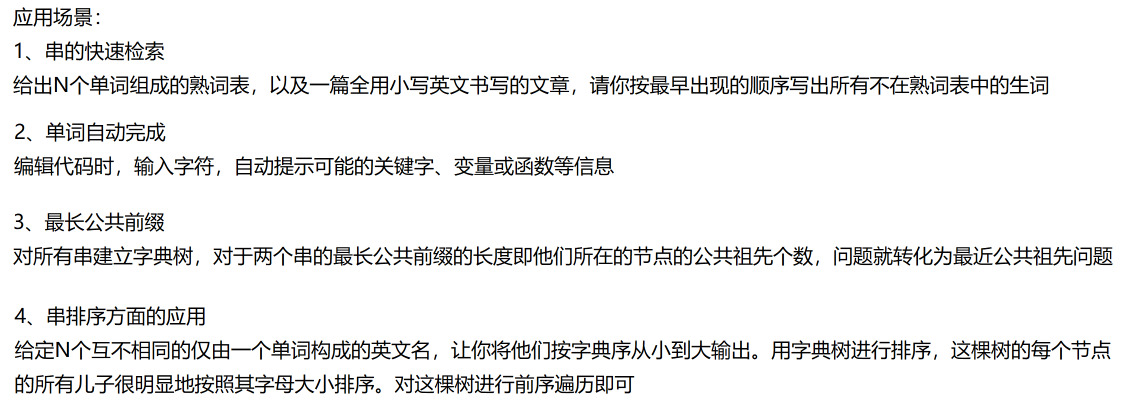 应用场景：
1、串的快速检索
给出N个单词组成的熟词表，以及一篇全用小写英文书写的文章，请你按最早出现的顺序写出所有不在熟词表中的生词
2、单词自动完成
编辑代码时，输入字符，自动提示可能的关键字、变量或函数等信息
3、最长公共前缀
对所有串建立字典树，对于两个串的最长公共前缀的长度即他们所在的节点的公共祖先个数，问题就转化为最近公共祖先问题
4、串排序方面的应用
给定N个互不相同的仅由一个单词构成的英文名，让你将他们按字典序从小到大输出。用字典树进行排序，这棵树的每个节点
的所有儿子很明显地按照其字母大小排序。对这棵树进行前序遍历即可